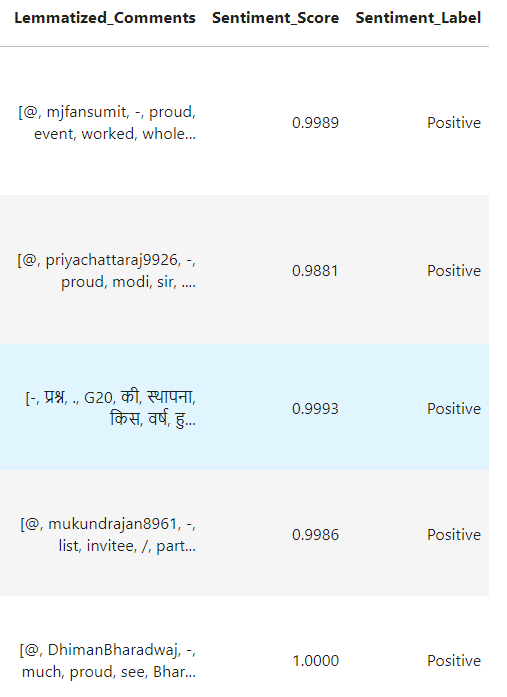 Lemmatized_Comments Sentiment_Score Sentiment_Label
[@, mjfansumit, -, proud,
event, worked, whole... 0.9989 Positive
[@, priyachattaraj9926, -,
proud, modi, sir, .... 0.9881 Positive
[-, प्रश्न, ., G20, की, स्थापना,
किस, वर्ष, हु... 0.9993 Positive
[@, mukundrajan8961, -,
list, invitee, /, part... 0.9986 Positive
[@, DhimanBharadwaj, -,
much, proud, see, Bhar... 1.0000 Positive